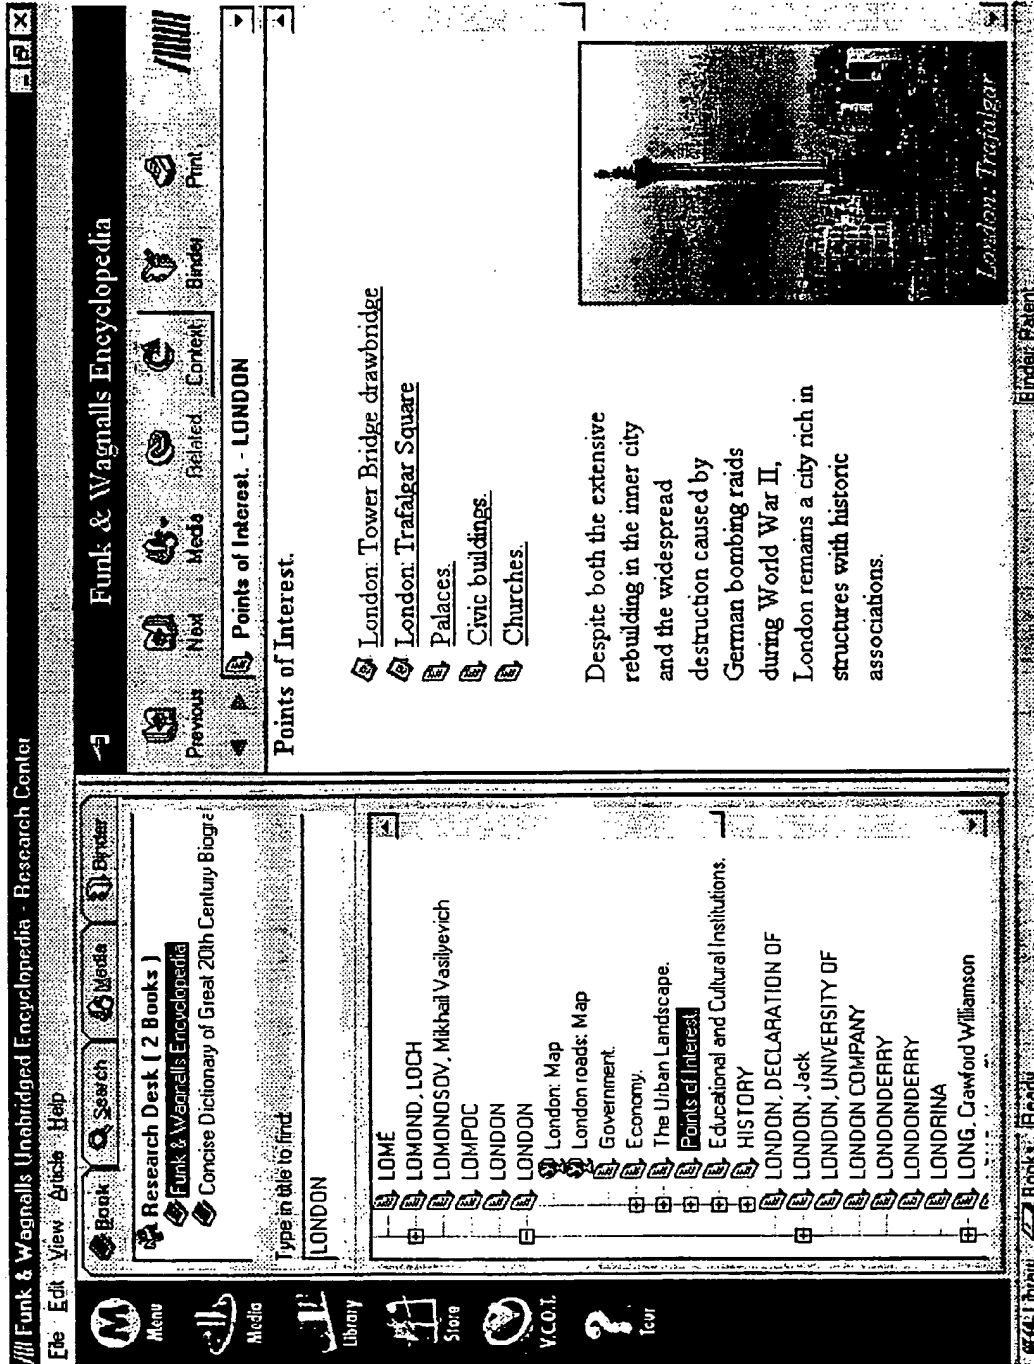 Funk & Wagnalls Unabridged Encyclopedia - Research Center
File Edit View Article Help
Menu
Media
Library
Store
V.C.O.T.
Tour
Book Search Media Binder
Research Desk ( 2 Books )
Funk & Wagnalls Encyclopedia
Concise Dictionary of Great 20th Century Biogra
Type in title to find
LONDON
LOMÉ
LOMOND, LOCH
LOMONOSOV, Mikhail Vasilyevich
LOMPOC
LONDON
LONDON
London: Map
London roads: Map
Government.
Economy.
The Urban Landscape.
Points of Interest.
Educational and Cultural Institutions.
HISTORY
LONDON, DECLARATION OF
LONDON, Jack
LONDON, UNIVERSITY OF
LONDON COMPANY
LONDONDERRY
LONDONDERRY
LONDRINA
LONG, Crawford Williamson
Funk & Wagnalls Encyclopedia
Previous Next Media Related Context Binder Print
Points of Interest. - LONDON
Points of Interest.
London: Tower Bridge drawbridge
London: Trafalgar Square
Palaces.
Civic buildings.
Churches.
Despite both the extensive
rebuilding in the inner city
and the widespread
destruction caused by
German bombing raids
during World War II,
London remains a city rich in
structures with historic
associations.
London: Trafalgar
Library Books: Ready
Binder: Patent